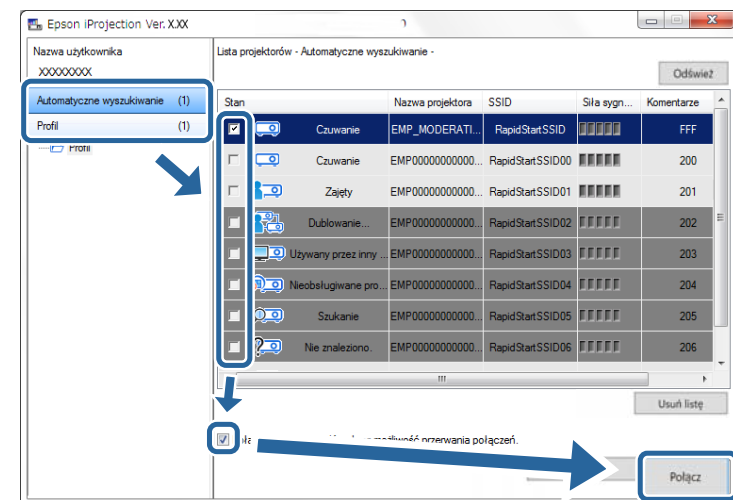 Epson iProjection Ver. X.XX
Nazwa użytkownika
XXXXXXXX
Lista projektorów - Automatyczne wyszukiwanie -
Odśwież
Automatyczne wyszukiwanie (1)
Profil (1)
Profil
Stan Nazwa projektora SSID Siła sygn... Komentarze
Czuwanie EMP_MODERATI... RapidStartSSID FFF
Czuwanie EMP00000000000... RapidStartSSID00 200
Zajęty EMP00000000000... RapidStartSSID01 201
Dublowanie... EMP00000000000... RapidStartSSID02 202
Używany przez inny ... EMP00000000000... RapidStartSSID03 203
Nieobsługiwane pro... EMP00000000000... RapidStartSSID04 204
Szukanie EMP00000000000... RapidStartSSID05 205
Nie znaleziono. EMP00000000000... RapidStartSSID06 206
Usuń listę
możliwość przerwania połączeń.
Połącz